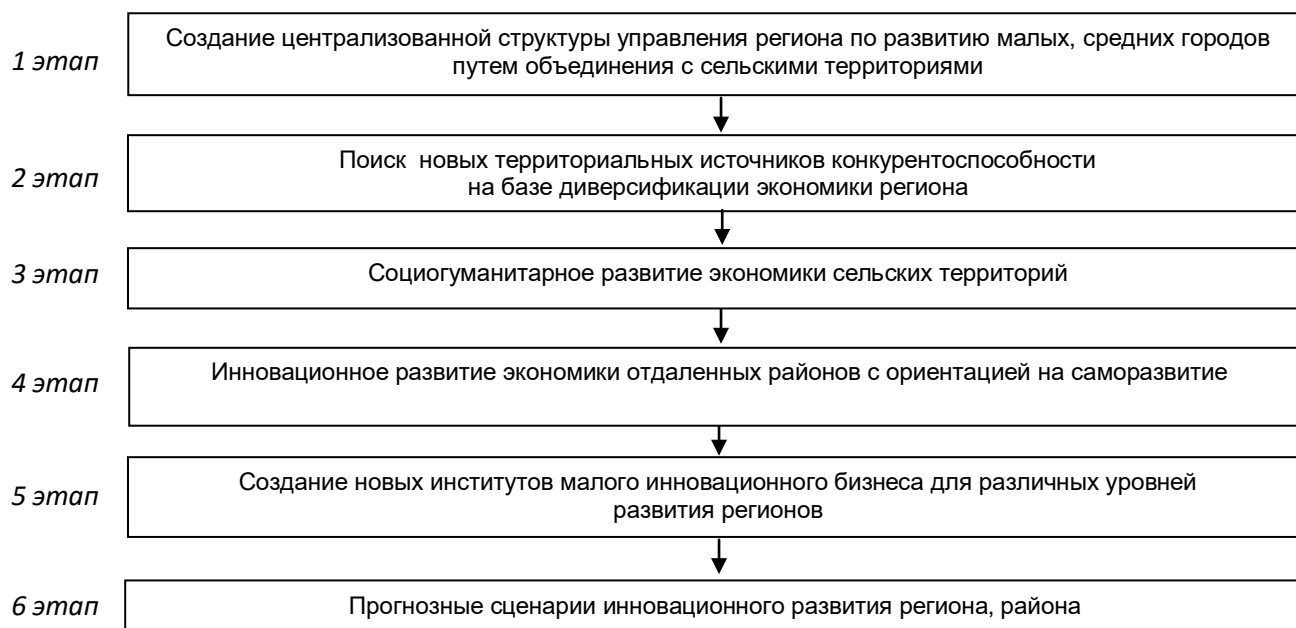 1 этап
Создание централизованной структуры управления региона по развитию малых, средних городов
путем объединения с сельскими территориями
2 этап
Поиск новых территориальных источников конкурентоспособности
на базе диверсификации экономики региона
3 этап
Социогуманитарное развитие экономики сельских территорий
4 этап
Инновационное развитие экономики отдаленных районов с ориентацией на саморазвитие
5 этап
Создание новых институтов малого инновационного бизнеса для различных уровней
развития регионов
6 этап
Прогнозные сценарии инновационного развития региона, района